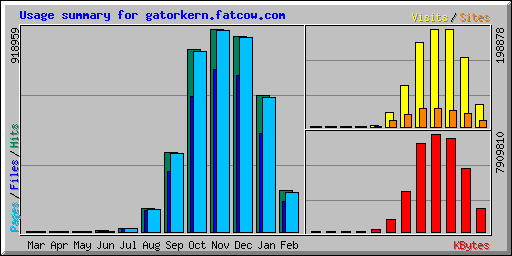 Usage summary for gatorkern.fatcow.com
Visits / Sites
918959
198878
Pages / Files / Hits
7909810
Mar Apr May Jun Jul Aug Sep Oct Nov Dec Jan Feb
KBytes